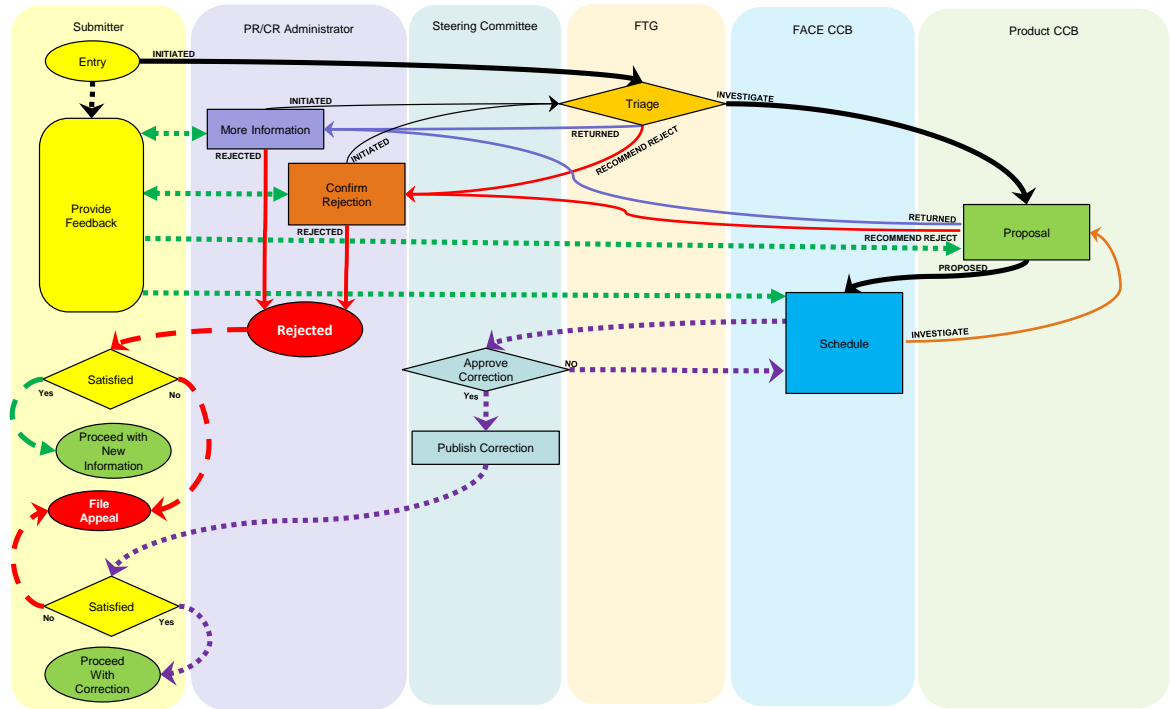 Submitter
PR/CR Administrator
Steering Committee
FTG
FACE CCB
Product CCB
Entry
INITIATED
Triage
INVESTIGATE
INITIATED
More Information
RETURNED
RECOMMEND REJECT
REJECTED
INITIATED
Confirm
Rejection
REJECTED
Provide
Feedback
RETURNED
RECOMMEND REJECT
Proposal
PROPOSED
Schedule
INVESTIGATE
Rejected
Approve
Correction
NO
Yes
Publish Correction
Satisfied
Yes
No
Proceed with
New
Information
File
Appeal
Satisfied
No
Yes
Proceed
With
Correction